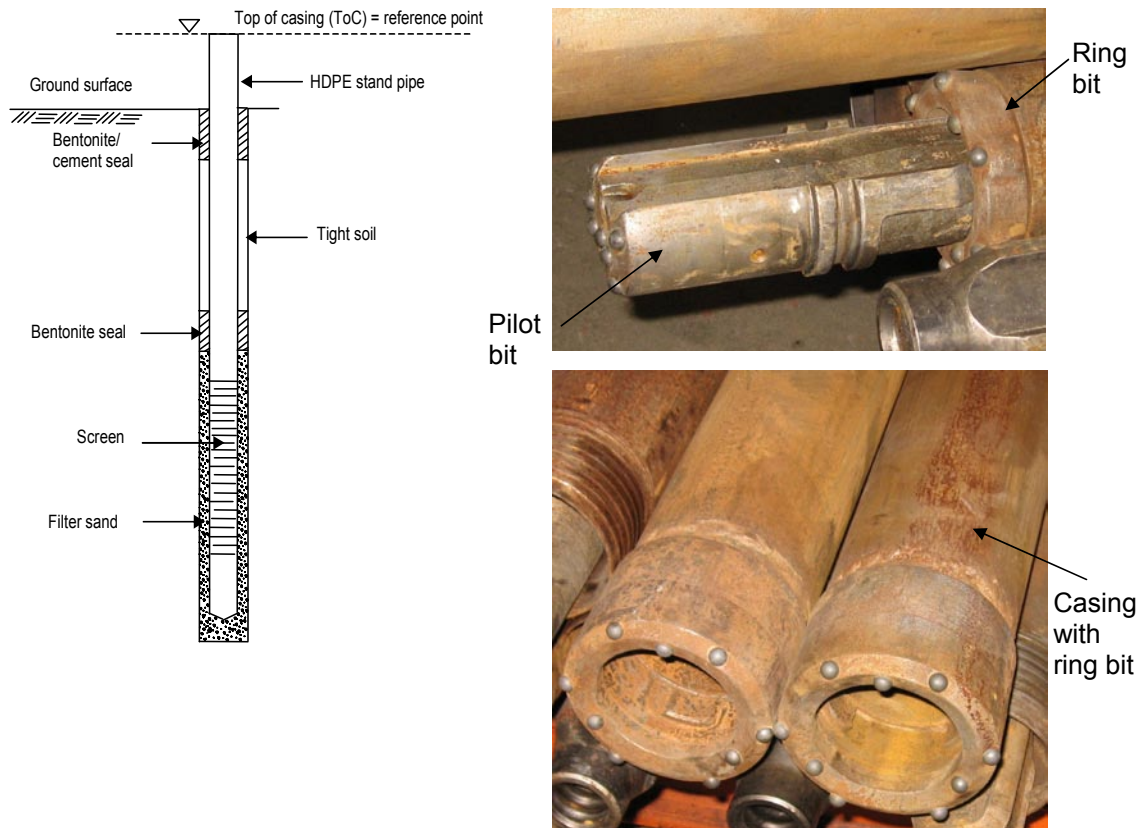 Top of casing (ToC) = reference point
HDPE stand pipe
Ground surface
Bentonite/
cement seal
Tight soil
Bentonite seal
Screen
Filter sand
Ring
bit
Pilot
bit
Casing
with
ring bit